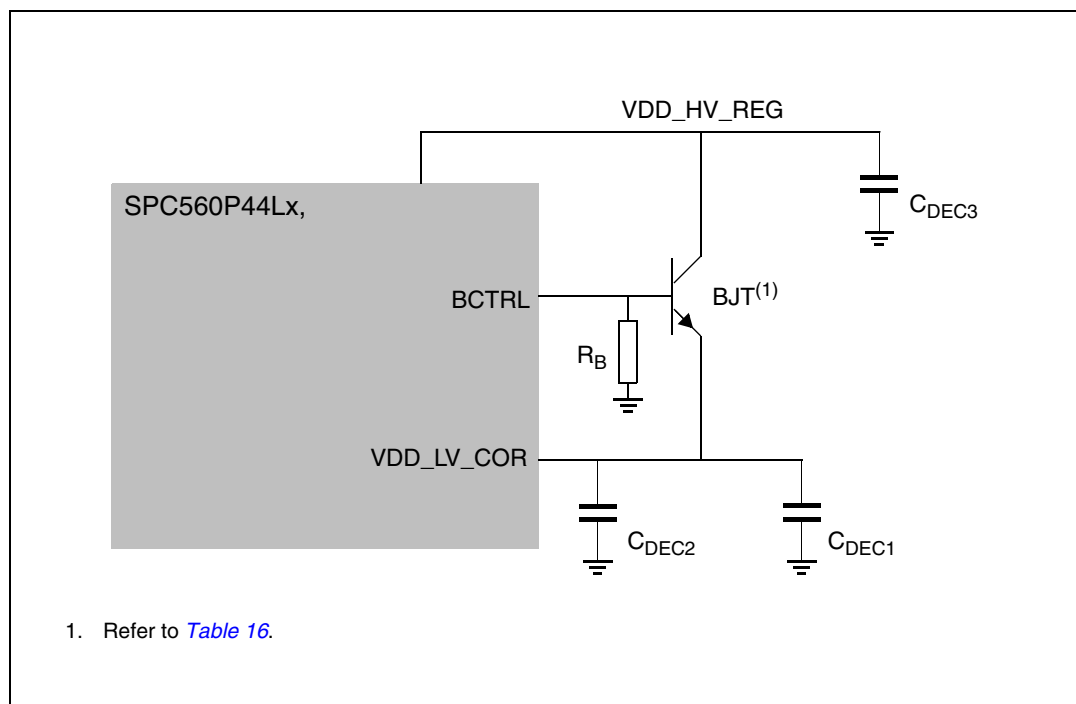 VDD_HV_REG
SPC560P44Lx,
CDEC3
BCTRL
BJT(1)
RB
VDD_LV_COR
CDEC2
CDEC1
1. Refer to Table 16.